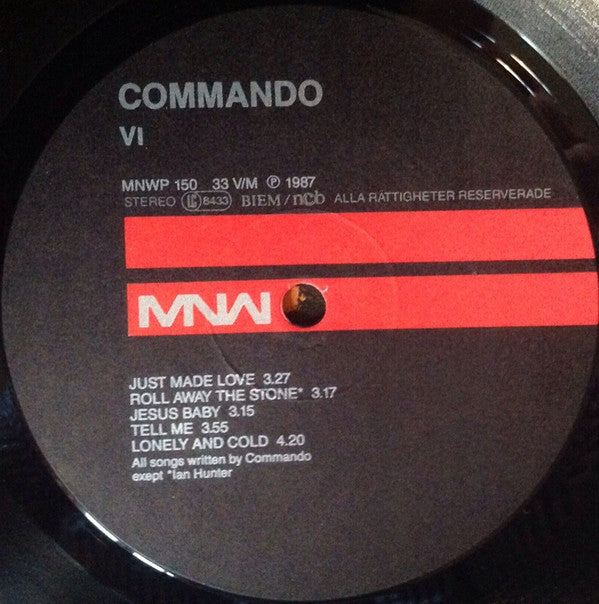 COMMANDO
VI
MNWP 150 33 V/M Ⓟ 1987
STEREO LC 8433 BIEM/ncb ALLA RÄTTIGHETER RESERVERADE
MNW
JUST MADE LOVE 3.27
ROLL AWAY THE STONE* 3.17
JESUS BABY 3.15
TELL ME 3.55
LONELY AND COLD 4.20
All songs written by Commando
exept *Ian Hunter